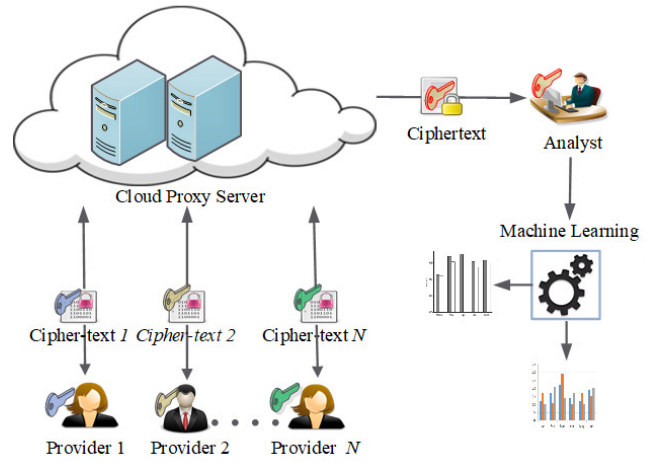 Cloud Proxy Server
Ciphertext
Analyst
Machine Learning
Cipher-text 1
Cipher-text 2
Cipher-text N
Provider 1
Provider 2
Provider N